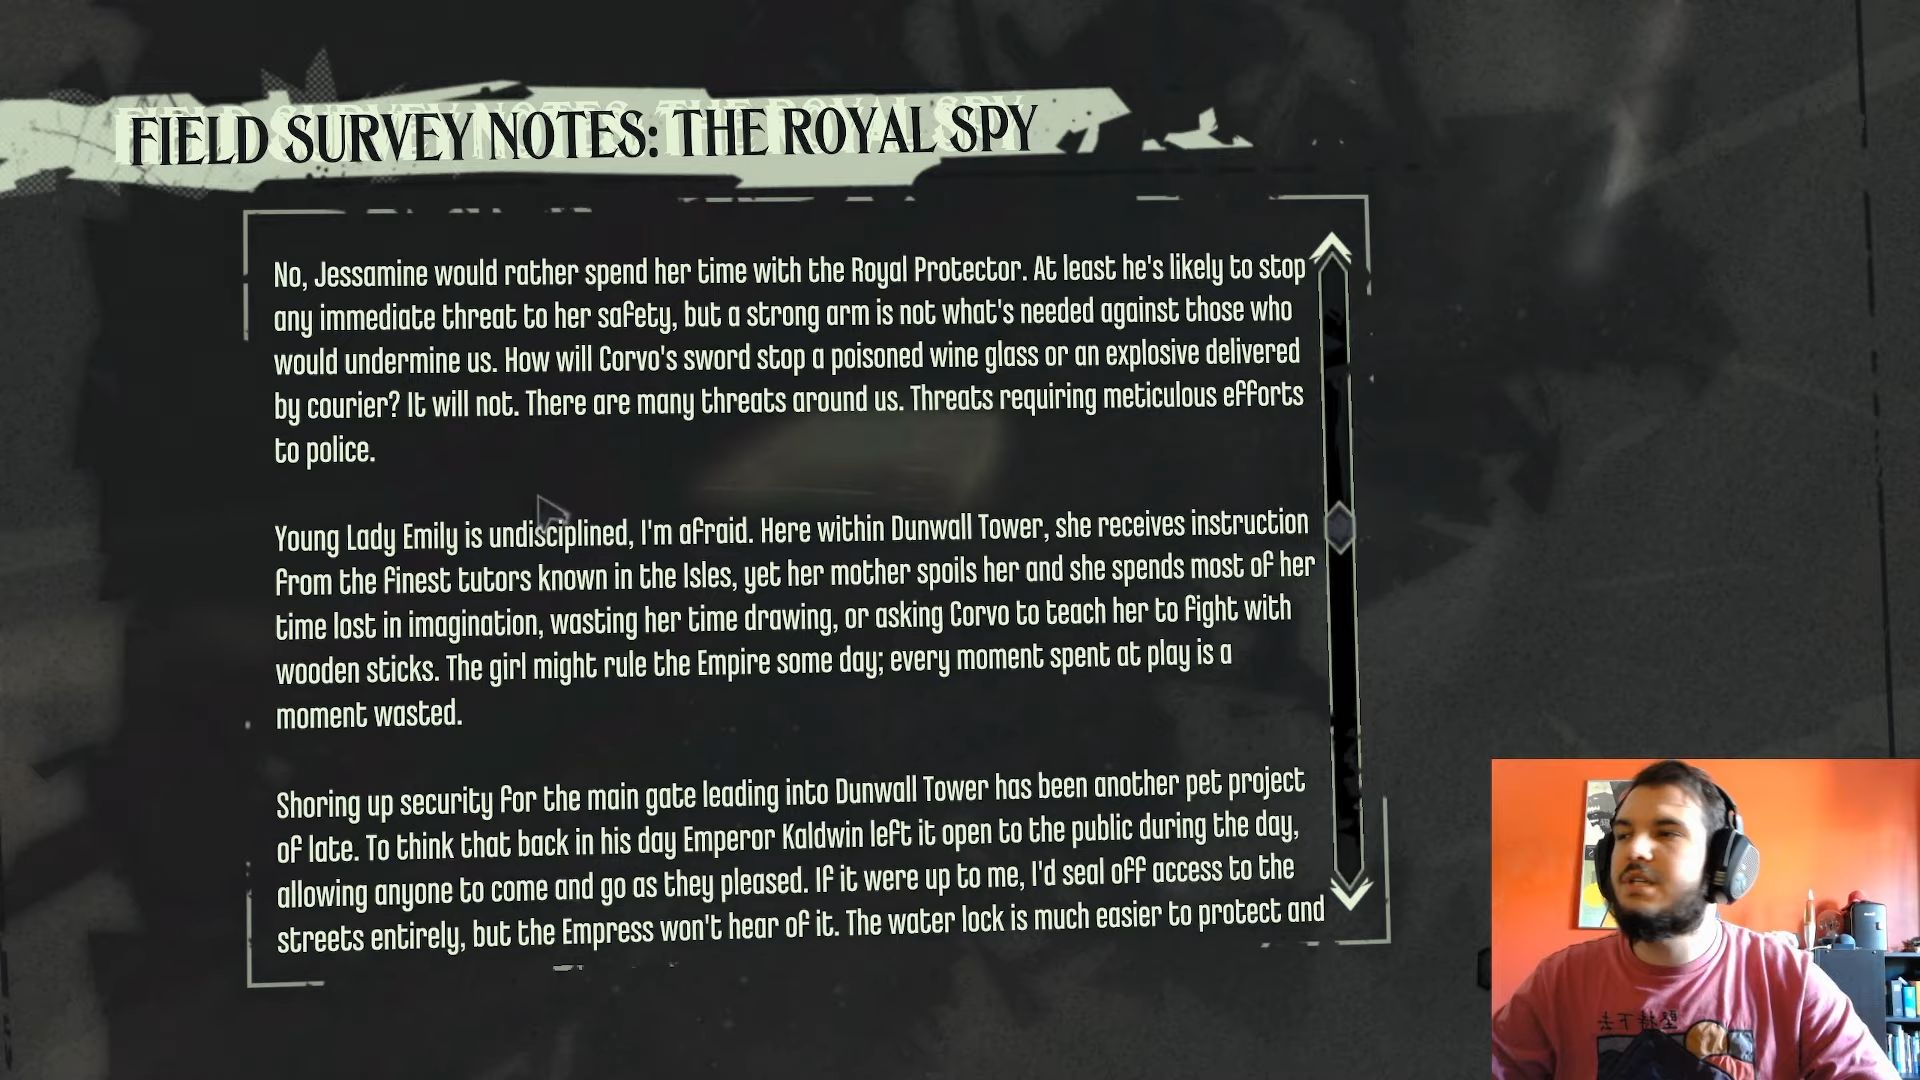 FIELD SURVEY NOTES: THE ROYAL SPY
No, Jessamine would rather spend her time with the Royal Protector. At least he's likely to stop
any immediate threat to her safety, but a strong arm is not what's needed against those who
would undermine us. How will Corvo's sword stop a poisoned wine glass or an explosive delivered
by courier? It will not. There are many threats around us. Threats requiring meticulous efforts
to police.
Young Lady Emily is undisciplined, I'm afraid. Here within Dunwall Tower, she receives instruction
from the finest tutors known in the Isles, yet her mother spoils her and she spends most of her
time lost in imagination, wasting her time drawing, or asking Corvo to teach her to fight with
wooden sticks. The girl might rule the Empire some day; every moment spent at play is a
moment wasted.
Shoring up security for the main gate leading into Dunwall Tower has been another pet project
of late. To think that back in his day Emperor Kaldwin left it open to the public during the day,
allowing anyone to come and go as they pleased. If it were up to me, I'd seal off access to the
streets entirely, but the Empress won't hear of it. The water lock is much easier to protect and